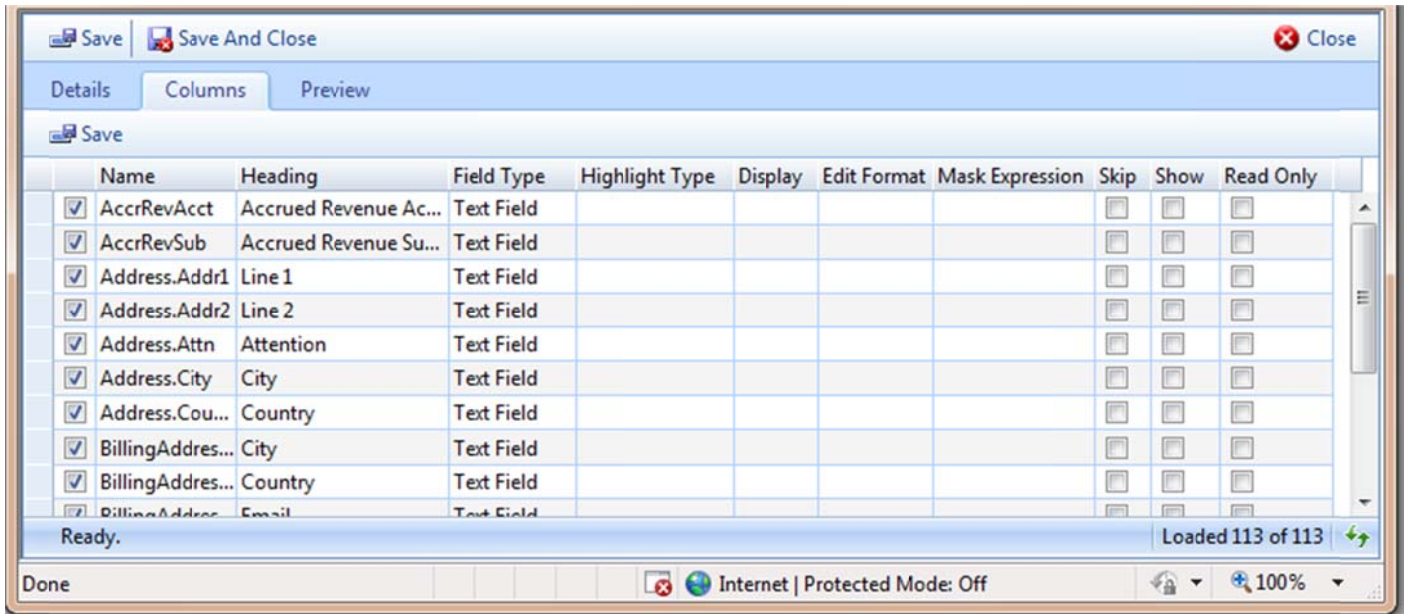 Save Save And Close Close
Details Columns Preview
Save
Name Heading Field Type Highlight Type Display Edit Format Mask Expression Skip Show Read Only
AccrRevAcct Accrued Revenue Ac... Text Field
AccrRevSub Accrued Revenue Su... Text Field
Address.Addr1 Line 1 Text Field
Address.Addr2 Line 2 Text Field
Address.Attn Attention Text Field
Address.City City Text Field
Address.Cou... Country Text Field
BillingAddres... City Text Field
BillingAddres... Country Text Field
BillingAddres... Email Text Field
Ready. Loaded 113 of 113
Done Internet | Protected Mode: Off 100%